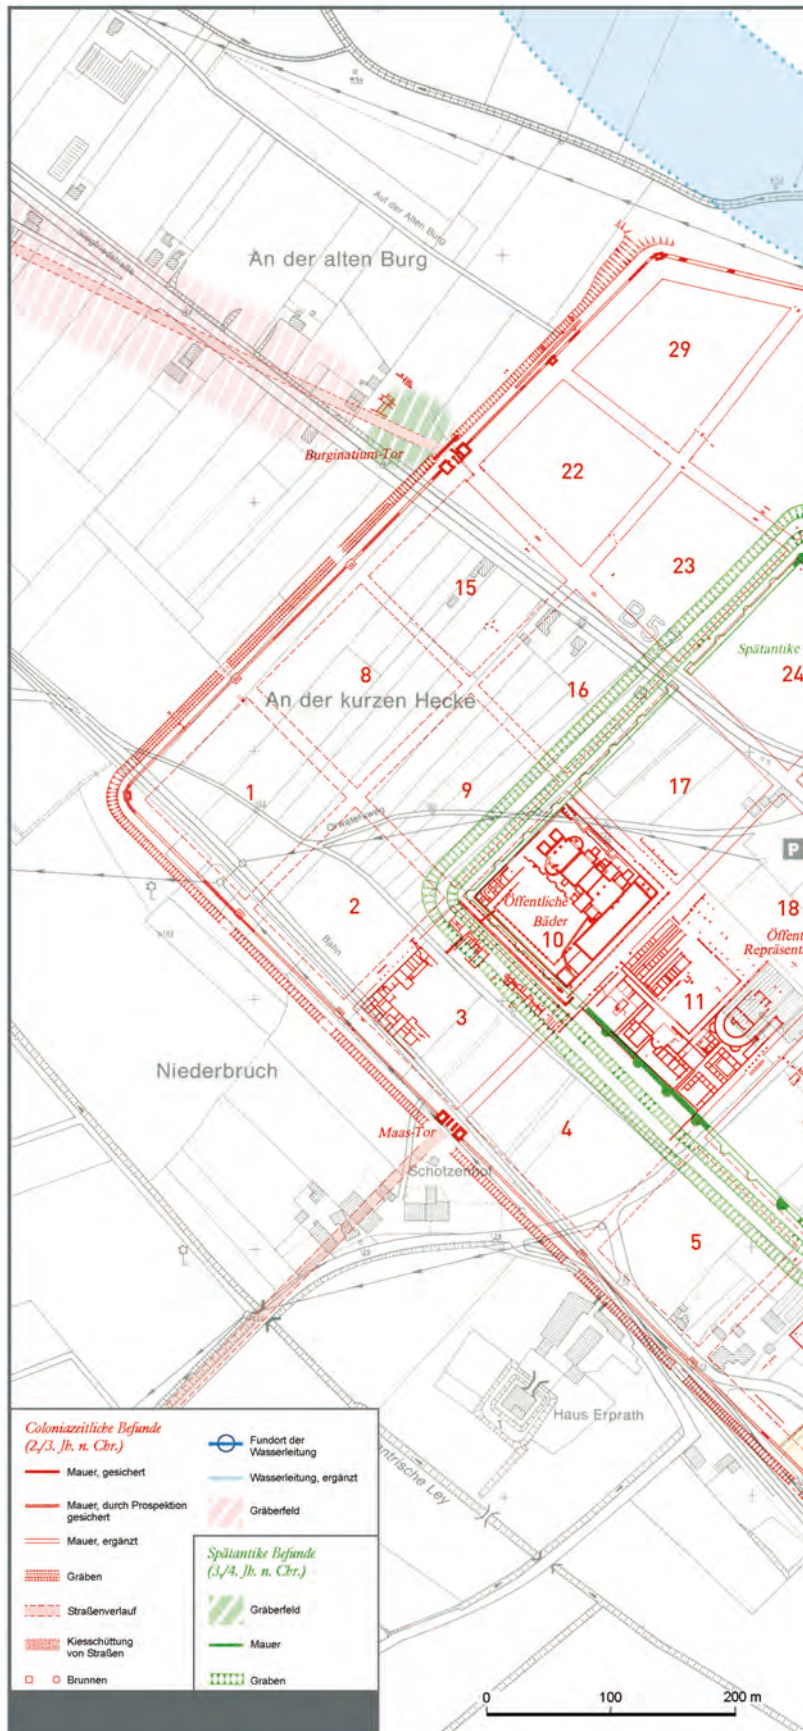 Auf der Alten Burg
Siegfriedstraße
An der alten Burg
29
Burginatium-Tor
22
15
23
B57
Spätantike
24
8
16
An der kurzen Hecke
1
9
17
P
2
Öffentliche
Bäder
10
18
Öffent
Repräsenta
Bahn
11
3
Niederbruch
Maas-Tor
4
Schotzenhof
5
Haus Erprath
Ley
Coloniazeitliche Befunde
(2./3. Jh. n. Chr.)
Mauer, gesichert
Mauer, durch Prospektion
gesichert
Mauer, ergänzt
Gräben
Straßenverlauf
Kiesschüttung
von Straßen
Brunnen
Fundort der
Wasserleitung
Wasserleitung, ergänzt
Gräberfeld
Spätantike Befunde
(3./4. Jh. n. Chr.)
Gräberfeld
Mauer
Graben
0 100 200 m